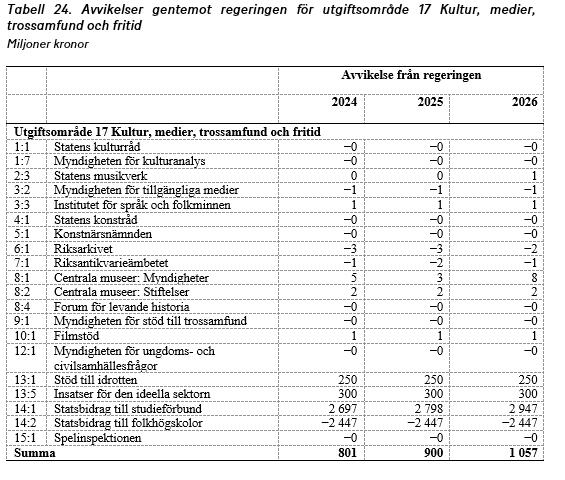 Tabell 24. Avvikelser gentemot regeringen för utgiftsområde 17 Kultur, medier,
trossamfund och fritid
Miljoner kronor
Avvikelse från regeringen
2024 2025 2026
Utgiftsområde 17 Kultur, medier, trossamfund och fritid
1:1 Statens kulturråd −0 −0 −0
1:7 Myndigheten för kulturanalys −0 −0 −0
2:3 Statens musikverk 0 0 1
3:2 Myndigheten för tillgängliga medier −1 −1 −1
3:3 Institutet för språk och folkminnen 1 1 1
4:1 Statens konstråd −0 −0 −0
5:1 Konstnärsnämnden −0 −0 −0
6:1 Riksarkivet −3 −3 −2
7:1 Riksantikvarieämbetet −1 −2 −1
8:1 Centrala museer: Myndigheter 5 3 8
8:2 Centrala museer: Stiftelser 2 2 2
8:4 Forum för levande historia −0 −0 −0
9:1 Myndigheten för stöd till trossamfund −0 −0 −0
10:1 Filmstöd 1 1 1
12:1 Myndigheten för ungdoms- och −0 −0 −0
civilsamhällesfrågor
13:1 Stöd till idrotten 250 250 250
13:5 Insatser för den ideella sektorn 300 300 300
14:1 Statsbidrag till studieförbund 2 697 2 798 2 947
14:2 Statsbidrag till folkhögskolor −2 447 −2 447 −2 447
15:1 Spelinspektionen −0 −0 −0
Summa 801 900 1 057